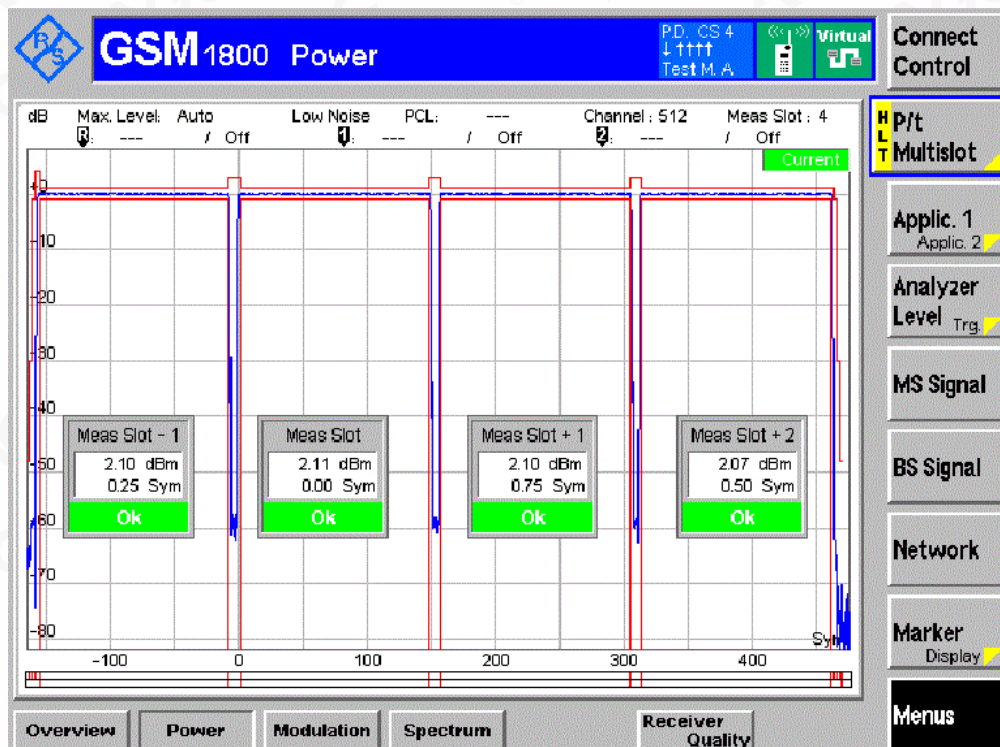 R S
GSM 1800 Power
P.D. CS 4
↓↑↑↑↑
Test M. A.
Virtual
Connect
Control
dB Max. Level: Auto Low Noise PCL: --- Channel : 512 Meas Slot : 4
R : --- / Off 1 : --- / Off 2 : --- / Off
Current
H L T
P/t
Multislot
Applic. 1
Applic. 2
Analyzer
Level Trg.
MS Signal
BS Signal
Network
Marker
Display
Menus
+0
-10
-20
-30
-40
-50
-60
-70
-80
Meas Slot - 1
2.10 dBm
0.25 Sym
Ok
Meas Slot
2.11 dBm
0.00 Sym
Ok
Meas Slot + 1
2.10 dBm
0.75 Sym
Ok
Meas Slot + 2
2.07 dBm
0.50 Sym
Ok
Sym
-100 0 100 200 300 400
Overview Power Modulation Spectrum Receiver
Quality